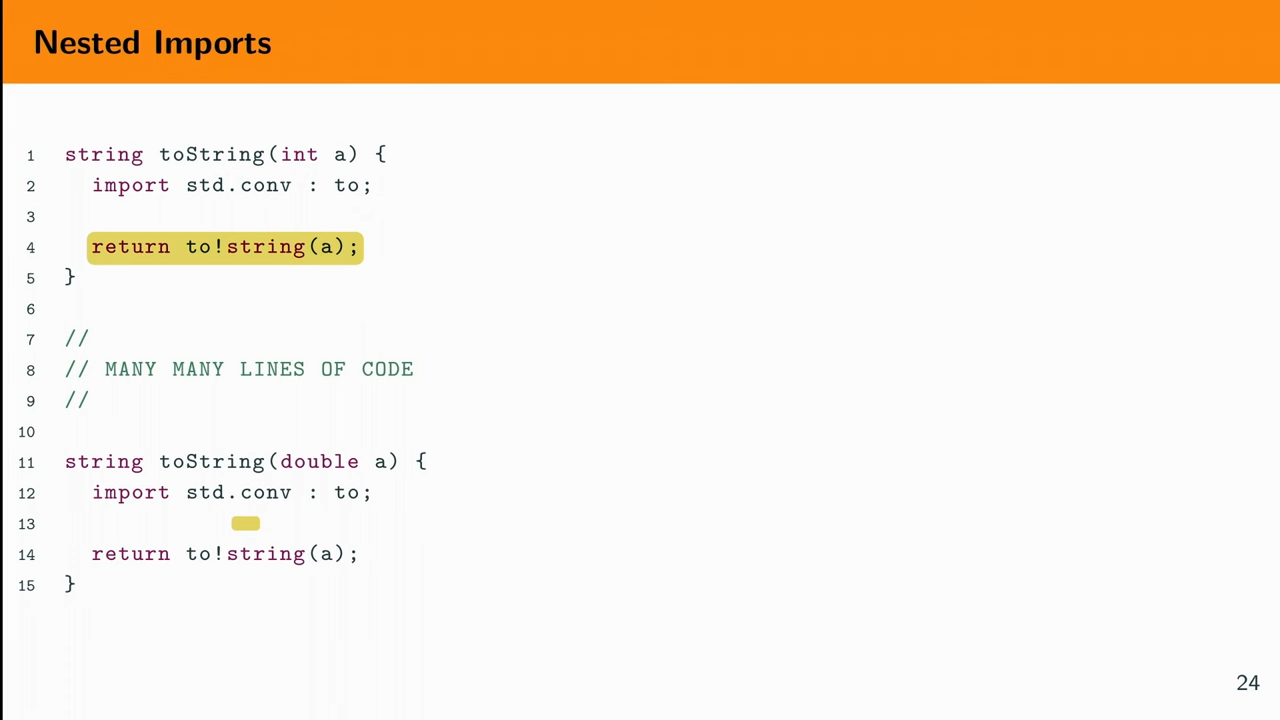 Nested Imports
1 string toString(int a) {
2 import std.conv : to;
3
4 return to!string(a);
5 }
6
7 //
8 // MANY MANY LINES OF CODE
9 //
10
11 string toString(double a) {
12 import std.conv : to;
13
14 return to!string(a);
15 }
24